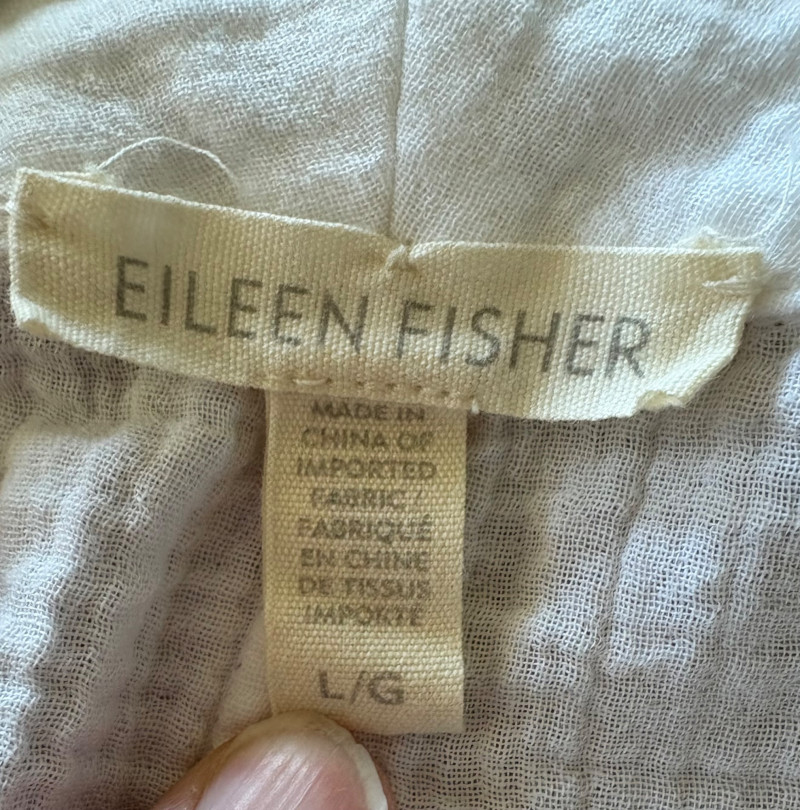 EILEEN FISHER
MADE IN
CHINA OF
IMPORTED
FABRIC /
FABRIQUÉ
EN CHINE
DE TISSUS
IMPORTÉ
L/G